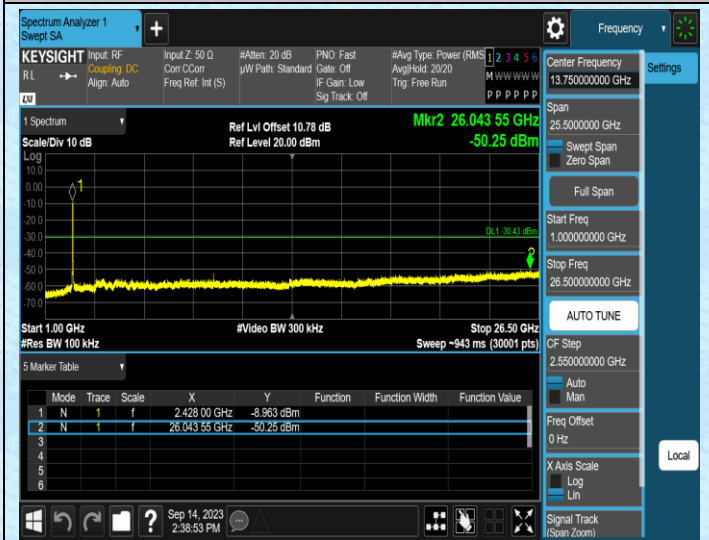 Spectrum Analyzer 1
Swept SA
Frequency
KEYSIGHT
RL
LXI
Input: RF
Coupling: DC
Align: Auto
Input Z: 50 Ω
Corr CCorr
Freq Ref: Int (S)
#Atten: 20 dB
µW Path: Standard
PNO: Fast
Gate: Off
IF Gain: Low
Sig Track: Off
#Avg Type: Power (RMS
Avg|Hold: 20/20
Trig: Free Run
1 2 3 4 5 6
M W W W W W
P P P P P P
1 Spectrum
Scale/Div 10 dB
Ref Lvl Offset 10.78 dB
Ref Level 20.00 dBm
Mkr2 26.043 55 GHz
-50.25 dBm
Log
10.0
0.00
-10.0
-20.0
-30.0
-40.0
-50.0
-60.0
-70.0
1
DL1 -30.43 dBm
2
Start 1.00 GHz
#Res BW 100 kHz
#Video BW 300 kHz
Stop 26.50 GHz
Sweep ~943 ms (30001 pts)
5 Marker Table
Mode Trace Scale X Y Function Function Width Function Value
1 N 1 f 2.428 00 GHz -8.963 dBm
2 N 1 f 26.043 55 GHz -50.25 dBm
3
4
5
6
Sep 14, 2023
2:38:53 PM
?
Center Frequency
13.750000000 GHz
Settings
Span
25.5000000 GHz
Swept Span
Zero Span
Full Span
Start Freq
1.000000000 GHz
Stop Freq
26.500000000 GHz
AUTO TUNE
CF Step
2.550000000 GHz
Auto
Man
Freq Offset
0 Hz
Local
X Axis Scale
Log
Lin
Signal Track
(Span Zoom)